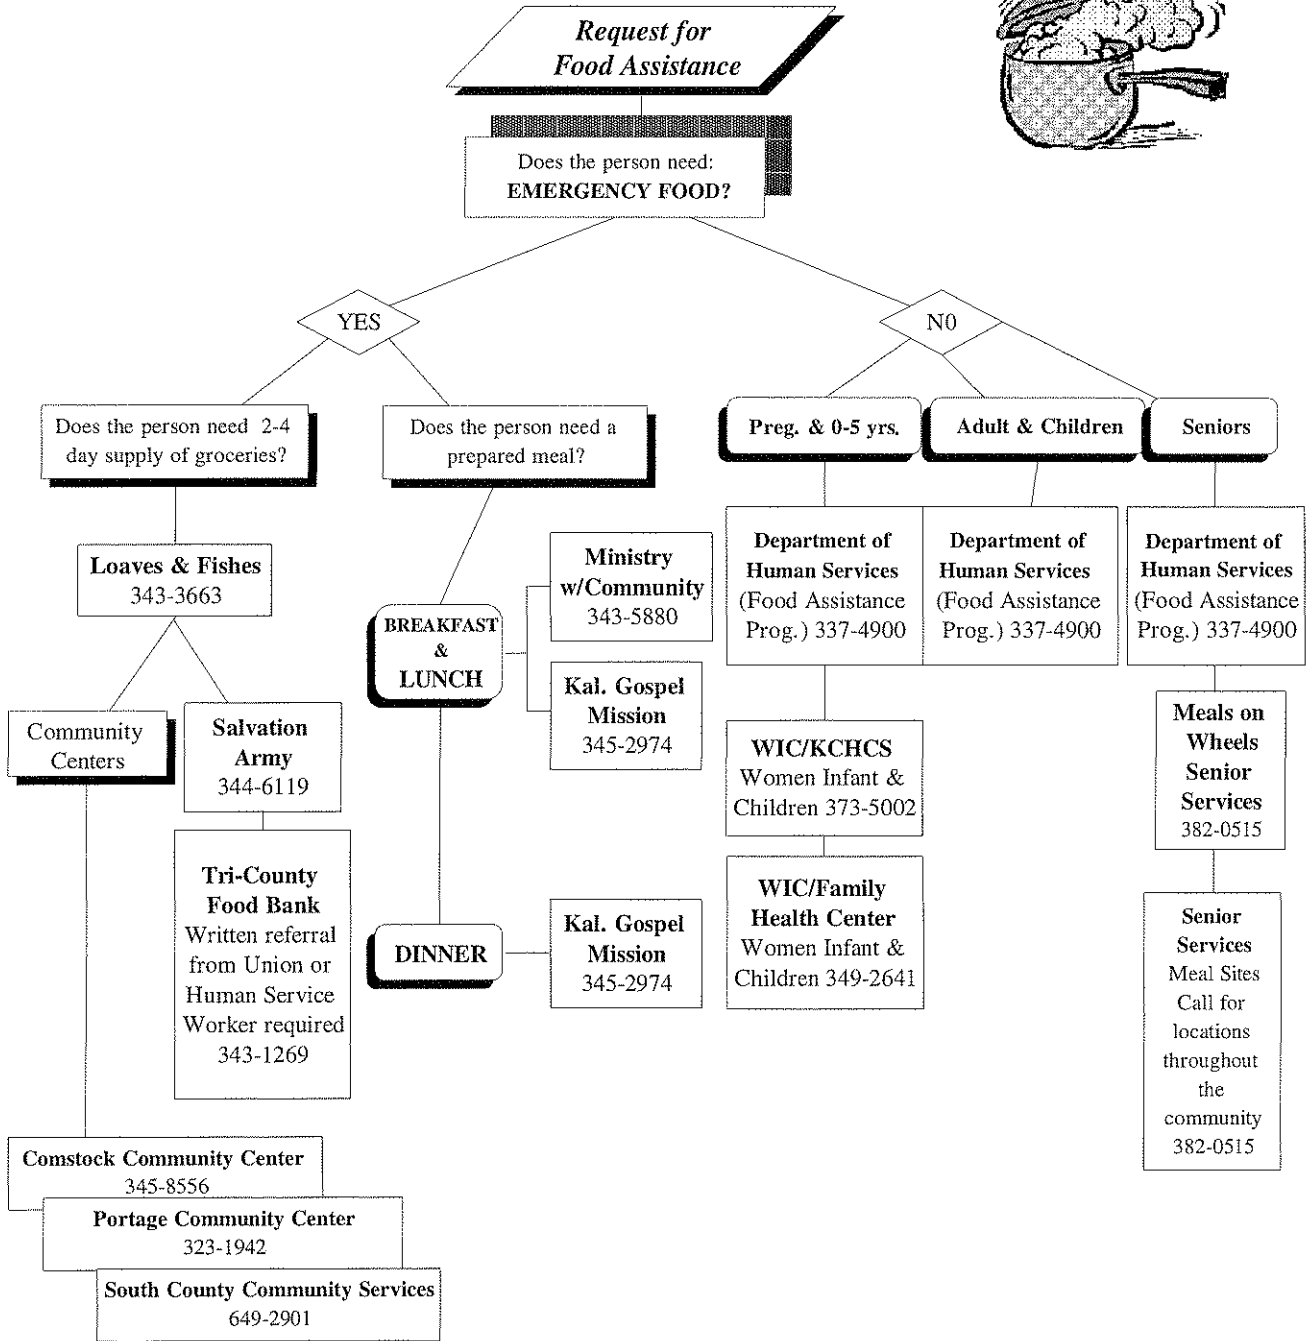 Request for
Food Assistance
Does the person need:
EMERGENCY FOOD?
YES
N0
Does the person need 2-4
day supply of groceries?
Does the person need a
prepared meal?
Preg. & 0-5 yrs.
Adult & Children
Seniors
Loaves & Fishes
343-3663
Community
Centers
Salvation
Army
344-6119
Tri-County
Food Bank
Written referral
from Union or
Human Service
Worker required
343-1269
Comstock Community Center
345-8556
Portage Community Center
323-1942
South County Community Services
649-2901
BREAKFAST
&
LUNCH
Ministry
w/Community
343-5880
Kal. Gospel
Mission
345-2974
DINNER
Kal. Gospel
Mission
345-2974
Department of
Human Services
(Food Assistance
Prog.) 337-4900
WIC/KCHCS
Women Infant &
Children 373-5002
WIC/Family
Health Center
Women Infant &
Children 349-2641
Department of
Human Services
(Food Assistance
Prog.) 337-4900
Department of
Human Services
(Food Assistance
Prog.) 337-4900
Meals on
Wheels
Senior
Services
382-0515
Senior
Services
Meal Sites
Call for
locations
throughout
the
community
382-0515